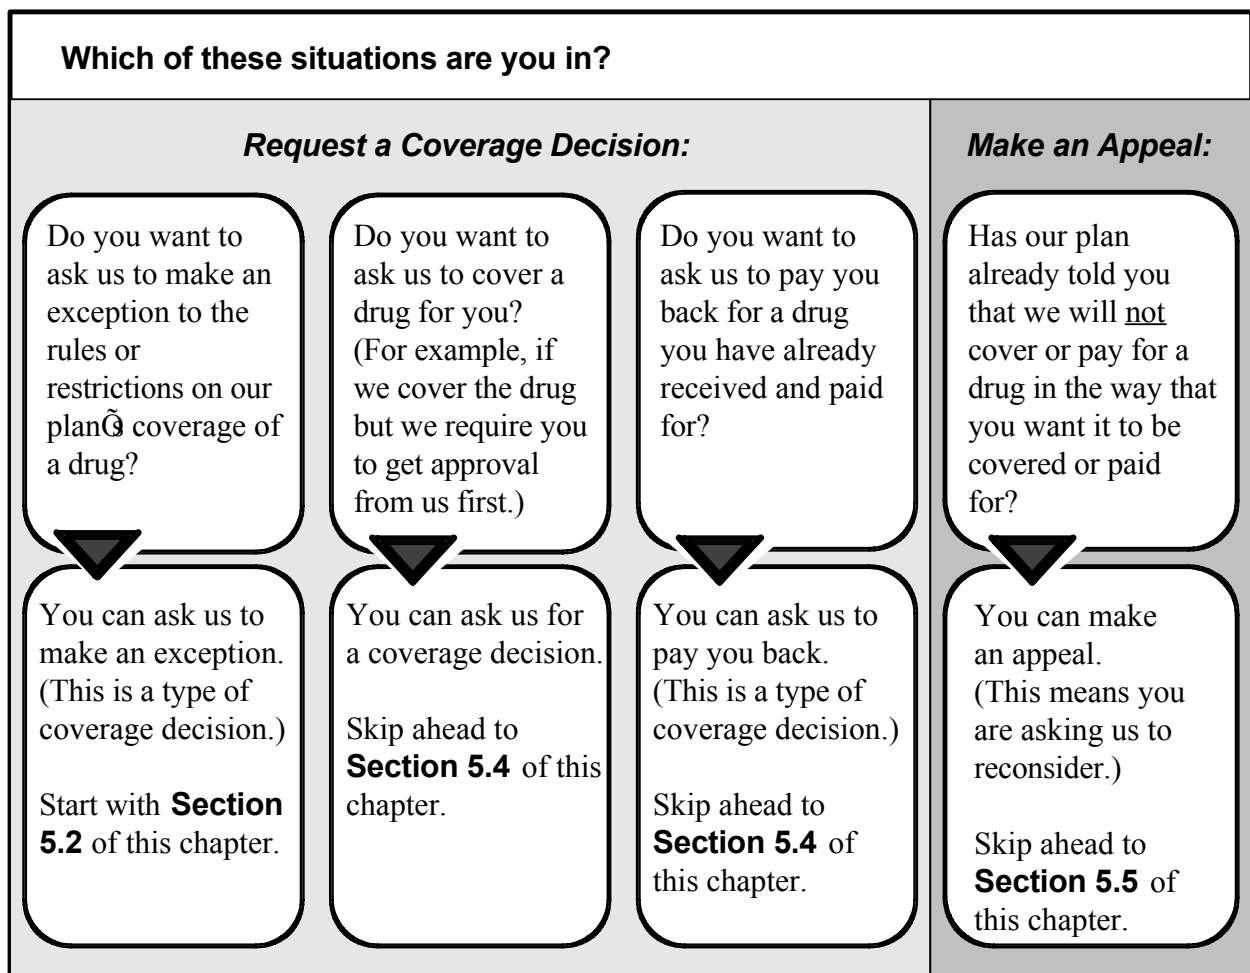 Which of these situations are you in?
Request a Coverage Decision:
Make an Appeal:
Do you want to
ask us to make an
exception to the
rules or
restrictions on our
planÕs coverage of
a drug?
You can ask us to
make an exception.
(This is a type of
coverage decision.)
Start with Section
5.2 of this chapter.
Do you want to
ask us to cover a
drug for you?
(For example, if
we cover the drug
but we require you
to get approval
from us first.)
You can ask us for
a coverage decision.
Skip ahead to
Section 5.4 of this
chapter.
Do you want to
ask us to pay you
back for a drug
you have already
received and paid
for?
You can ask us to
pay you back.
(This is a type of
coverage decision.)
Skip ahead to
Section 5.4 of
this chapter.
Has our plan
already told you
that we will not
cover or pay for a
drug in the way that
you want it to be
covered or paid
for?
You can make
an appeal.
(This means you
are asking us to
reconsider.)
Skip ahead to
Section 5.5 of
this chapter.